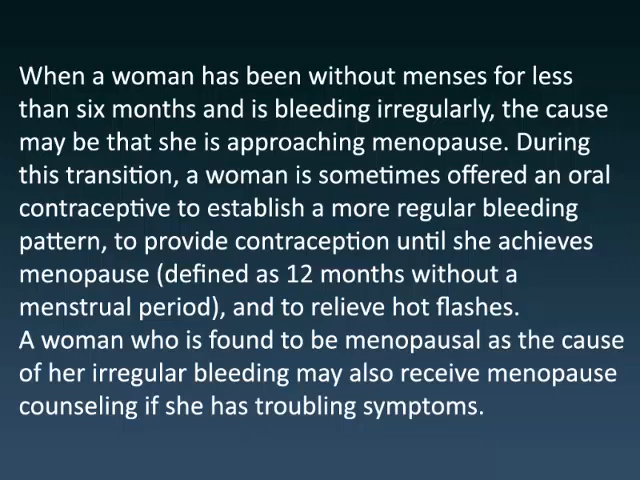 When a woman has been without menses for less
than six months and is bleeding irregularly, the cause
may be that she is approaching menopause. During
this transition, a woman is sometimes offered an oral
contraceptive to establish a more regular bleeding
pattern, to provide contraception until she achieves
menopause (defined as 12 months without a
menstrual period), and to relieve hot flashes.
A woman who is found to be menopausal as the cause
of her irregular bleeding may also receive menopause
counseling if she has troubling symptoms.